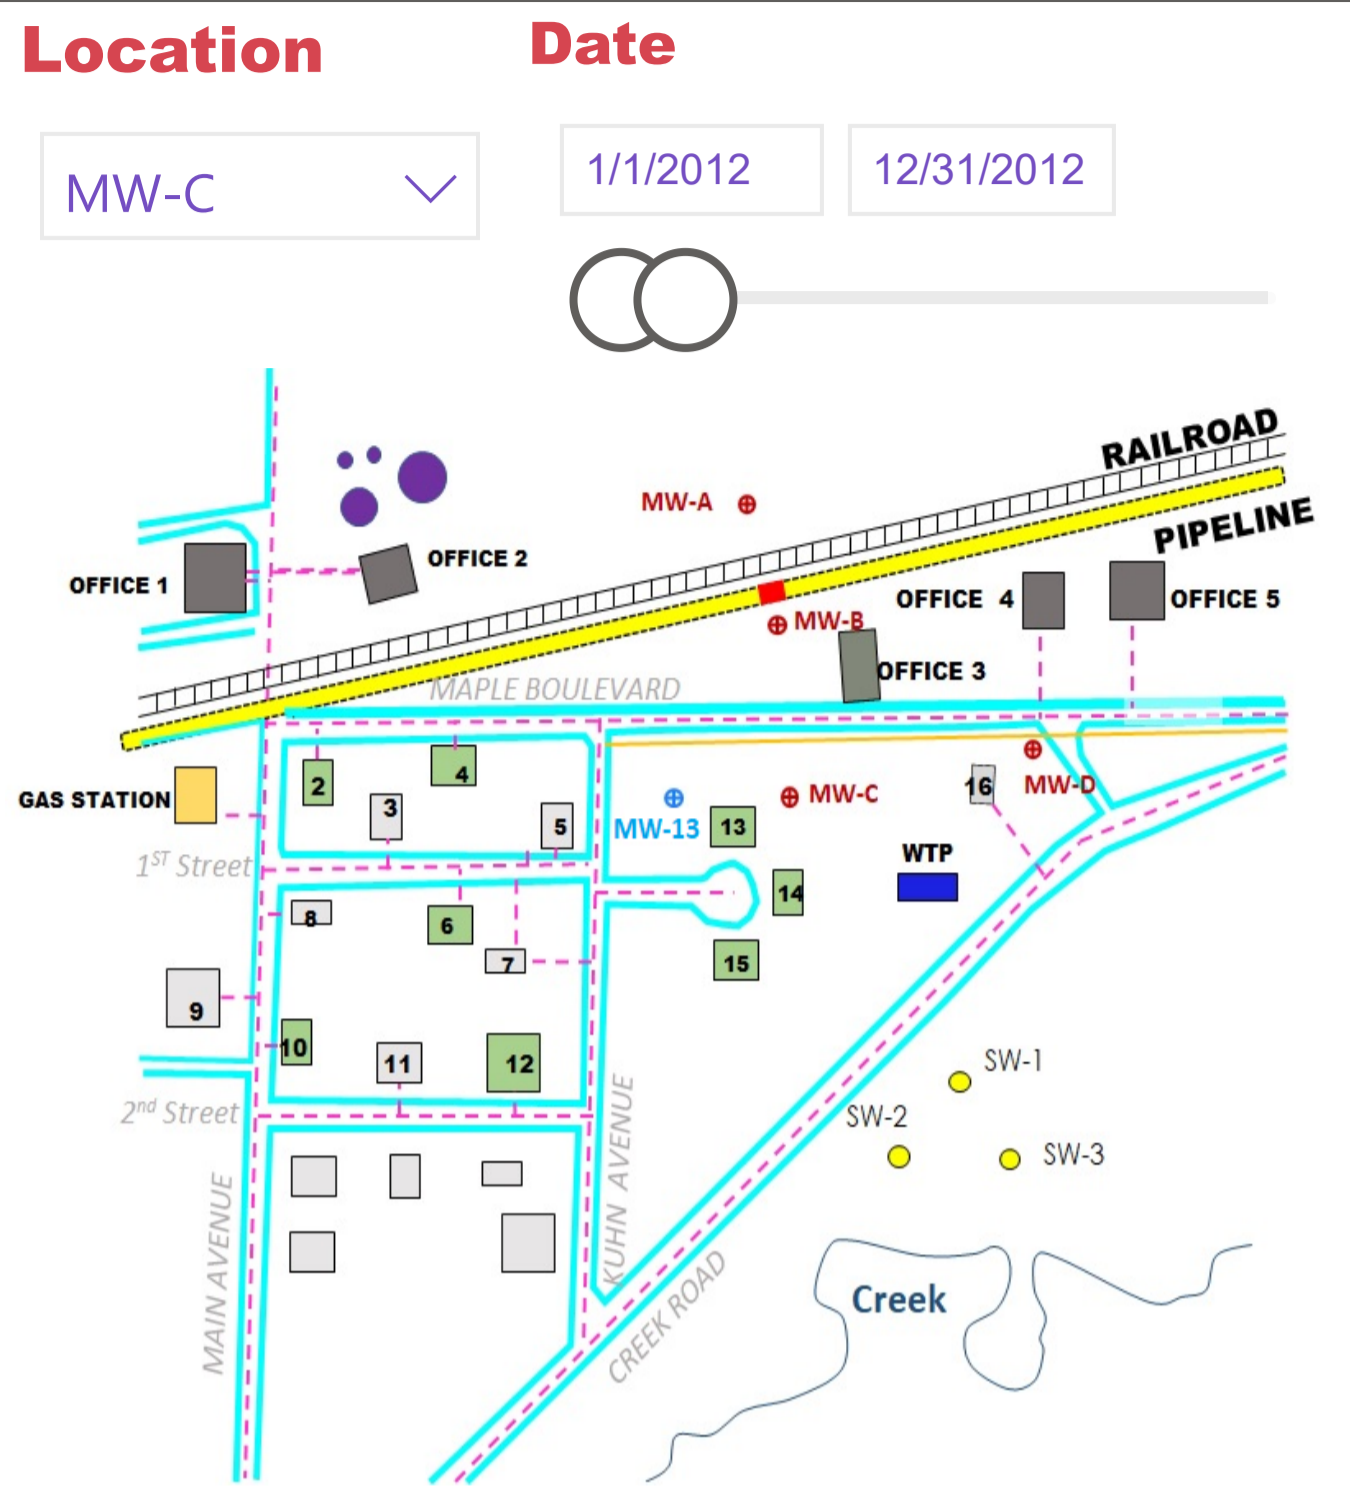 Location
Date
MW-C
1/1/2012
12/31/2012
RAILROAD
MW-A
PIPELINE
OFFICE 1
OFFICE 2
OFFICE 4
OFFICE 5
MW-B
OFFICE 3
MAPLE BOULEVARD
GAS STATION
2
4
3
5
MW-13
13
MW-C
16
MW-D
1ST Street
WTP
14
8
6
7
15
9
10
11
12
2nd Street
SW-1
SW-2
SW-3
MAIN AVENUE
KUHN AVENUE
CREEK ROAD
Creek